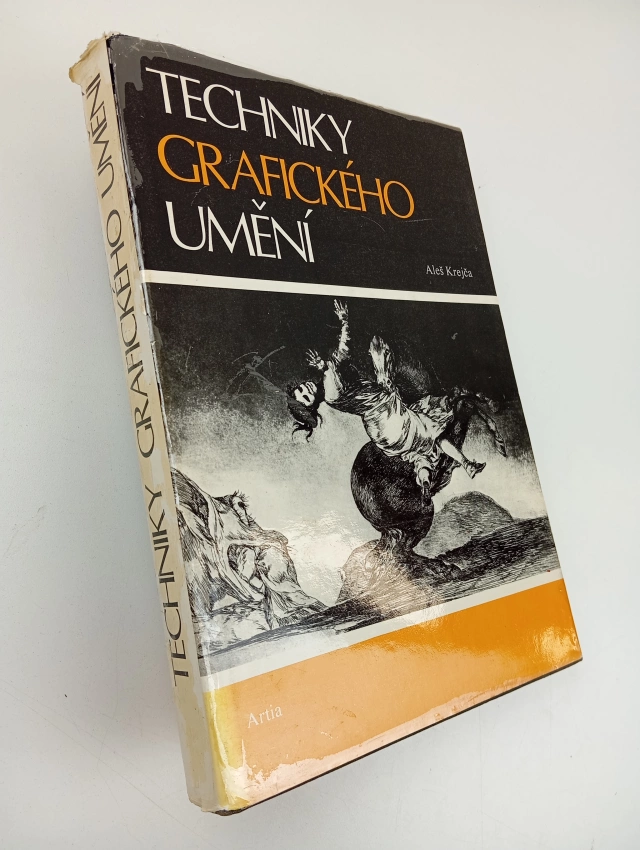 TECHNIKY
GRAFICKÉHO
UMĚNÍ
Aleš Krejča
Artia
TECHNIKY GRAFICKÉHO UMĚNÍ